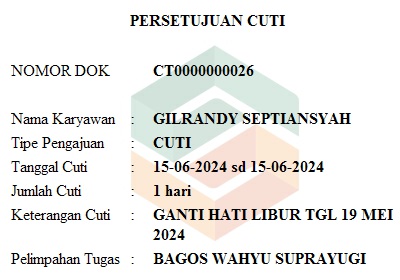 PERSETUJUAN CUTI
NOMOR DOK CT0000000026
Nama Karyawan : GILRANDY SEPTIANSYAH
Tipe Pengajuan : CUTI
Tanggal Cuti : 15-06-2024 sd 15-06-2024
Jumlah Cuti : 1 hari
Keterangan Cuti : GANTI HATI LIBUR TGL 19 MEI
2024
Pelimpahan Tugas : BAGOS WAHYU SUPRAYUGI